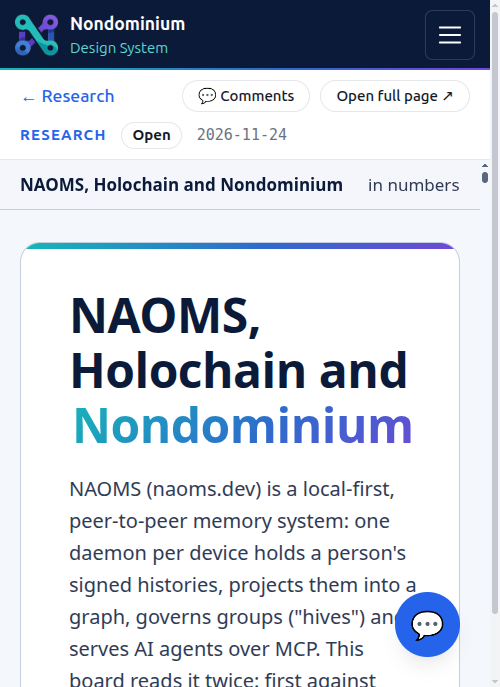 Nondominium
Design System
← Research
💬 Comments
Open full page ↗
RESEARCH
Open
2026-11-24
NAOMS, Holochain and Nondominium
in numbers
NAOMS,
Holochain and
Nondominium
NAOMS (naoms.dev) is a local-first,
peer-to-peer memory system: one
daemon per device holds a person's
signed histories, projects them into a
graph, governs groups ("hives") and
serves AI agents over MCP. This
board reads it twice: first against